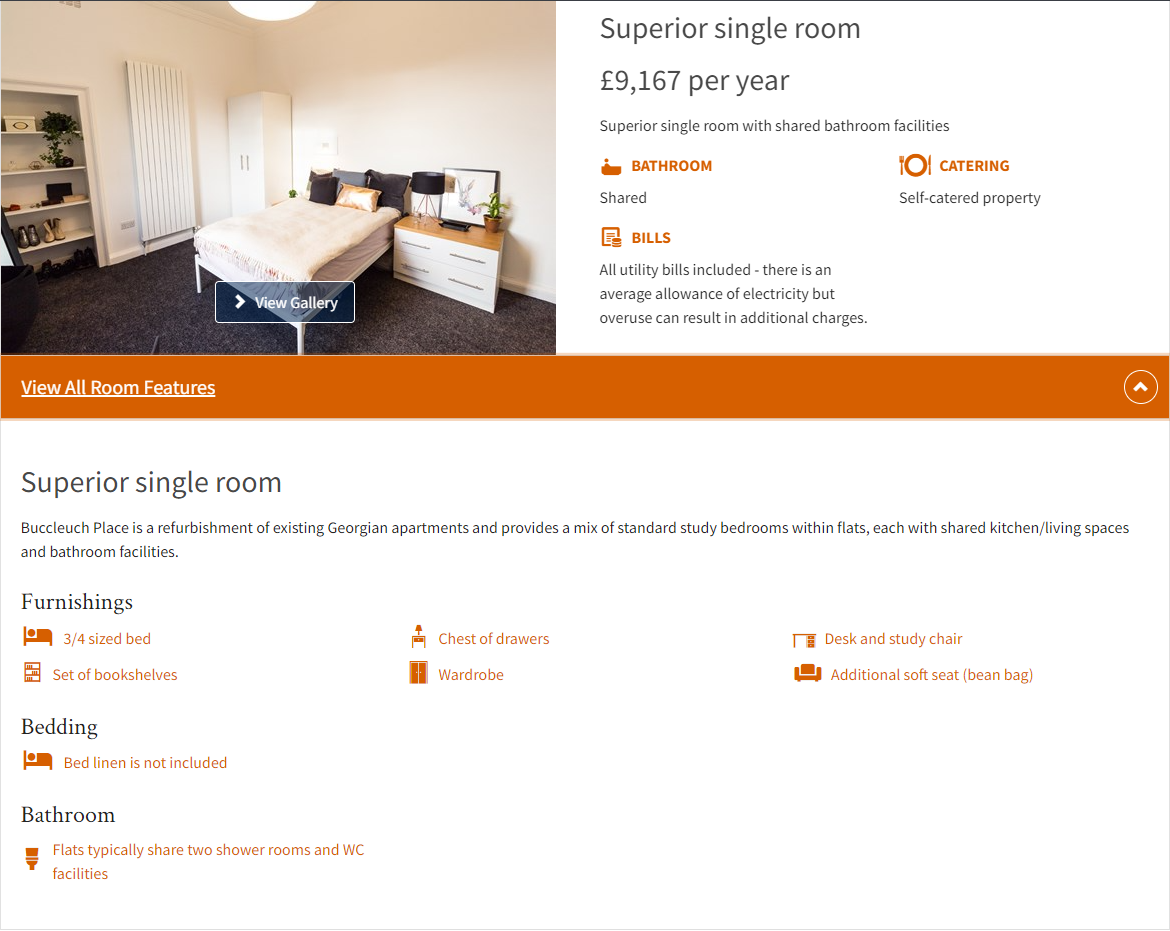 Superior single room
£9,167 per year
Superior single room with shared bathroom facilities
BATHROOM
CATERING
Shared
Self-catered property
BILLS
All utility bills included - there is an
average allowance of electricity but
overuse can result in additional charges.
View Gallery
View All Room Features
Superior single room
Buccleuch Place is a refurbishment of existing Georgian apartments and provides a mix of standard study bedrooms within flats, each with shared kitchen/living spaces
and bathroom facilities.
Furnishings
3/4 sized bed
Chest of drawers
Desk and study chair
Set of bookshelves
Wardrobe
Additional soft seat (bean bag)
Bedding
Bed linen is not included
Bathroom
Flats typically share two shower rooms and WC
facilities